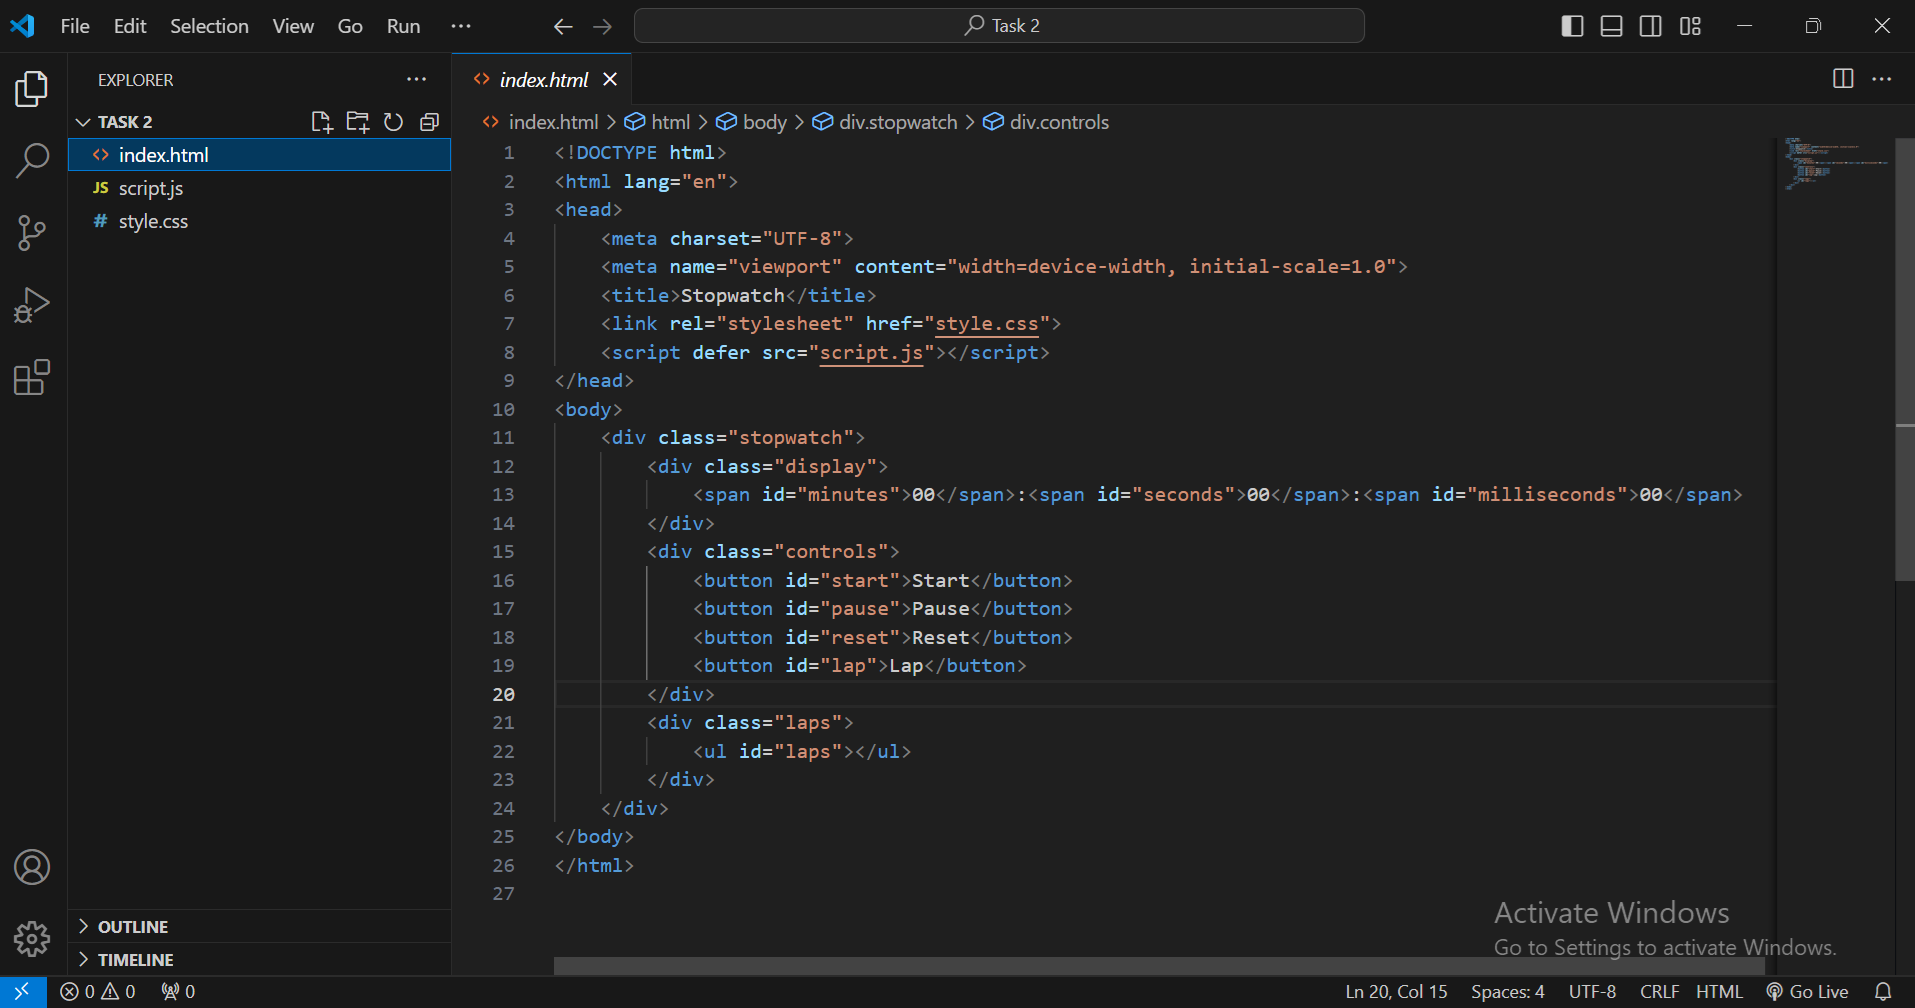 File Edit Selection View Go Run
Task 2
EXPLORER
index.html
TASK 2
index.html
JS script.js
# style.css
index.html > html > body > div.stopwatch > div.controls
1 <!DOCTYPE html>
2 <html lang="en">
3 <head>
4 <meta charset="UTF-8">
5 <meta name="viewport" content="width=device-width, initial-scale=1.0">
6 <title>Stopwatch</title>
7 <link rel="stylesheet" href="style.css">
8 <script defer src="script.js"></script>
9 </head>
10 <body>
11 <div class="stopwatch">
12 <div class="display">
13 <span id="minutes">00</span>:<span id="seconds">00</span>:<span id="milliseconds">00</span>
14 </div>
15 <div class="controls">
16 <button id="start">Start</button>
17 <button id="pause">Pause</button>
18 <button id="reset">Reset</button>
19 <button id="lap">Lap</button>
20 </div>
21 <div class="laps">
22 <ul id="laps"></ul>
23 </div>
24 </div>
25 </body>
26 </html>
27
OUTLINE
TIMELINE
Activate Windows
Go to Settings to activate Windows.
0 0 0
Ln 20, Col 15 Spaces: 4 UTF-8 CRLF HTML Go Live